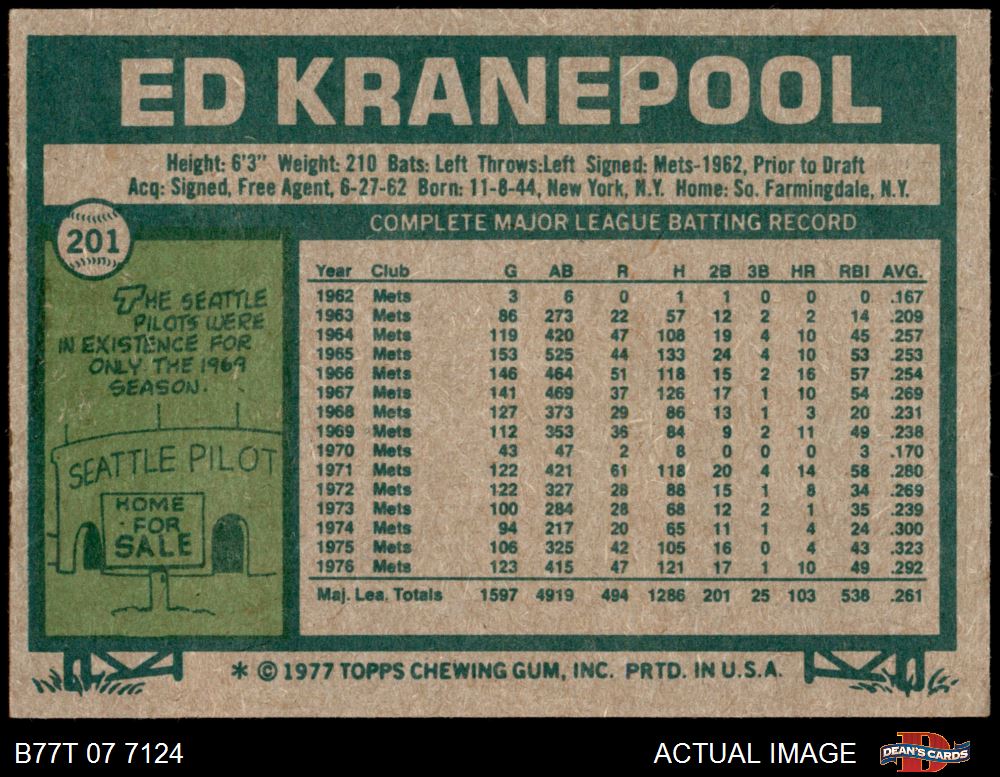 ED KRANEPOOL
Height: 6'3" Weight: 210 Bats: Left Throws:Left Signed: Mets-1962, Prior to Draft
Acq: Signed, Free Agent, 6-27-62 Born: 11-8-44, New York, N.Y. Home: So. Farmingdale, N.Y.
201
THE SEATTLE
PILOTS WERE
IN EXISTENCE FOR
ONLY THE 1969
SEASON.
SEATTLE PILOT
HOME
FOR
SALE
COMPLETE MAJOR LEAGUE BATTING RECORD
Year Club G AB R H 2B 3B HR RBI AVG.
1962 Mets 3 6 0 1 1 0 0 0 .167
1963 Mets 86 273 22 57 12 2 2 14 .209
1964 Mets 119 420 47 108 19 4 10 45 .257
1965 Mets 153 525 44 133 24 4 10 53 .253
1966 Mets 146 464 51 118 15 2 16 57 .254
1967 Mets 141 469 37 126 17 1 10 54 .269
1968 Mets 127 373 29 86 13 1 3 20 .231
1969 Mets 112 353 36 84 9 2 11 49 .238
1970 Mets 43 47 2 8 0 0 0 3 .170
1971 Mets 122 421 61 118 20 4 14 58 .280
1972 Mets 122 327 28 88 15 1 8 34 .269
1973 Mets 100 284 28 68 12 2 1 35 .239
1974 Mets 94 217 20 65 11 1 4 24 .300
1975 Mets 106 325 42 105 16 0 4 43 .323
1976 Mets 123 415 47 121 17 1 10 49 .292
Maj. Lea. Totals 1597 4919 494 1286 201 25 103 538 .261
* © 1977 TOPPS CHEWING GUM, INC. PRTD. IN U.S.A.
B77T 07 7124
ACTUAL IMAGE
DEAN'S CARDS